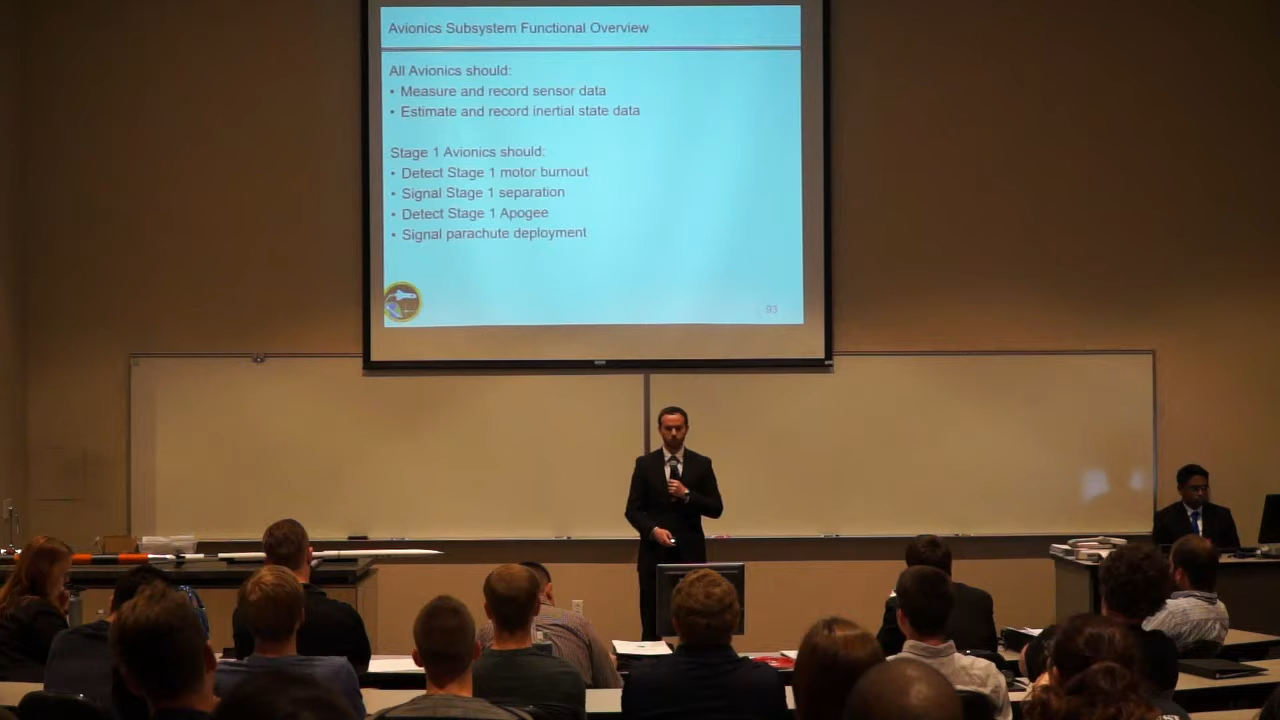 Avionics Subsystem Functional Overview
All Avionics should:
• Measure and record sensor data
• Estimate and record inertial state data
Stage 1 Avionics should:
• Detect Stage 1 motor burnout
• Signal Stage 1 separation
• Detect Stage 1 Apogee
• Signal parachute deployment
93